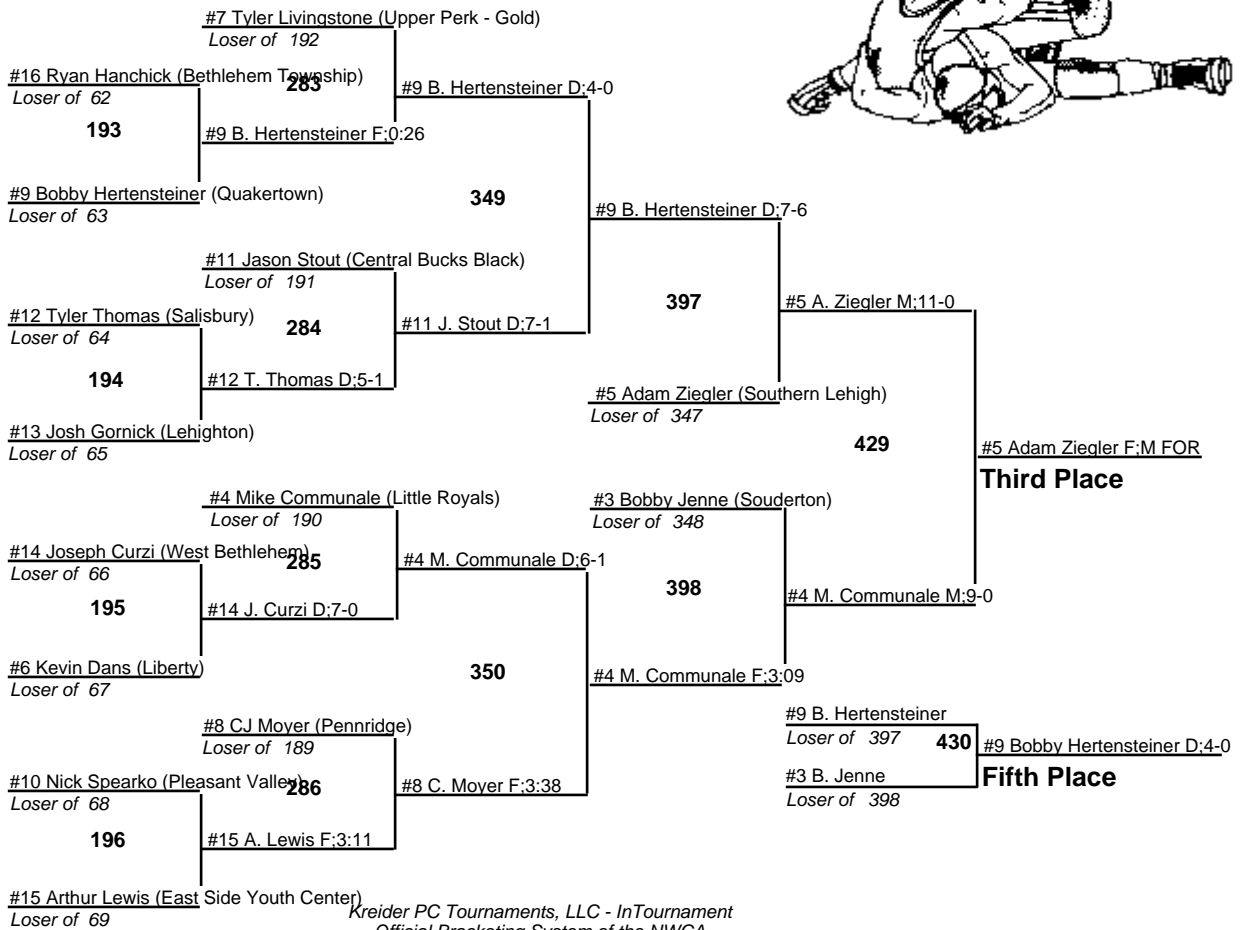 #7 Tyler Livingstone (Upper Perk - Gold)
Loser of 192
#16 Ryan Hanchick (Bethlehem Township)
Loser of 62
283
#9 B. Hertensteiner D;4-0
193
#9 B. Hertensteiner F;0:26
#9 Bobby Hertensteiner (Quakertown)
Loser of 63
349
#9 B. Hertensteiner D;7-6
#11 Jason Stout (Central Bucks Black)
Loser of 191
#12 Tyler Thomas (Salisbury)
Loser of 64
284
#11 J. Stout D;7-1
397
#5 A. Ziegler M;11-0
194
#12 T. Thomas D;5-1
#5 Adam Ziegler (Southern Lehigh)
Loser of 347
#13 Josh Gornick (Lehighton)
Loser of 65
429
#5 Adam Ziegler F;M FOR
Third Place
#4 Mike Communale (Little Royals)
Loser of 190
#3 Bobby Jenne (Souderton)
Loser of 348
#14 Joseph Curzi (West Bethlehem)
Loser of 66
285
#4 M. Communale D;6-1
398
195
#14 J. Curzi D;7-0
#4 M. Communale M;9-0
#6 Kevin Dans (Liberty)
Loser of 67
350
#4 M. Communale F;3:09
#8 CJ Moyer (Pennridge)
Loser of 189
#9 B. Hertensteiner
Loser of 397
430
#9 Bobby Hertensteiner D;4-0
Fifth Place
#10 Nick Spearko (Pleasant Valley)
Loser of 68
286
#8 C. Moyer F;3:38
#3 B. Jenne
Loser of 398
196
#15 A. Lewis F;3:11
#15 Arthur Lewis (East Side Youth Center)
Loser of 69
Kreider PC Tournaments, LLC - InTournament
Official Bracketing System of the NWCA